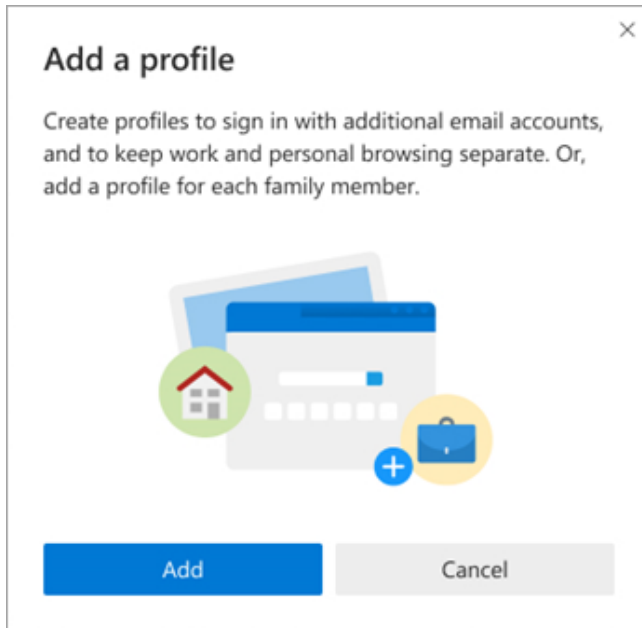 Add a profile
Create profiles to sign in with additional email accounts,
and to keep work and personal browsing separate. Or,
add a profile for each family member.
Add
Cancel